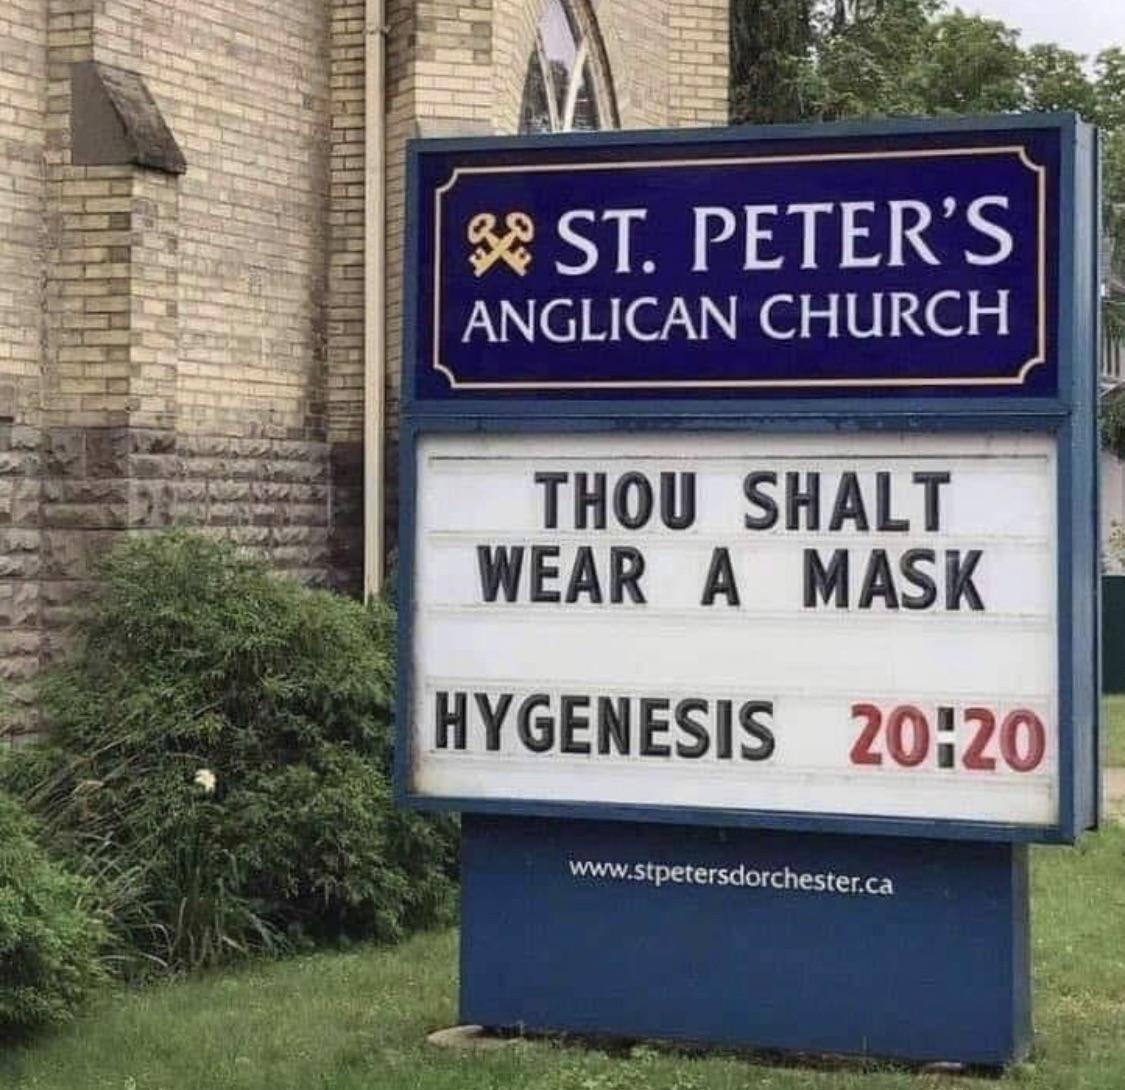 ST. PETER'S
ANGLICAN CHURCH
THOU SHALT
WEAR A MASK
HYGENESIS 20:20
www.stpetersdorchester.ca